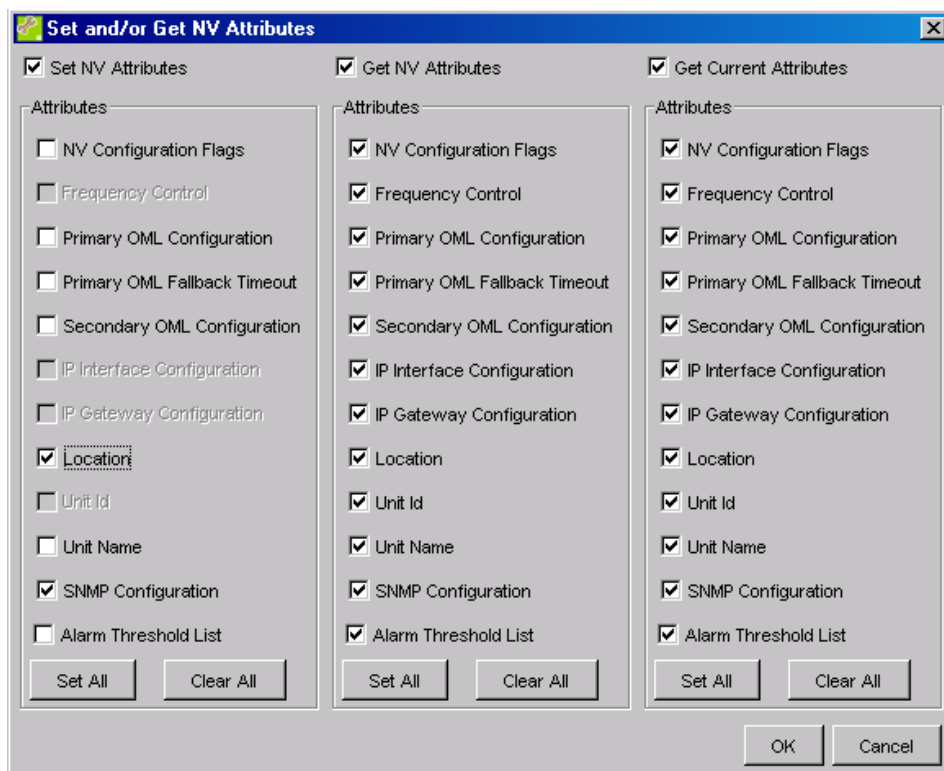 Set and/or Get NV Attributes
Set NV Attributes
Get NV Attributes
Get Current Attributes
Attributes
NV Configuration Flags
Frequency Control
Primary OML Configuration
Primary OML Fallback Timeout
Secondary OML Configuration
IP Interface Configuration
IP Gateway Configuration
Location
Unit Id
Unit Name
SNMP Configuration
Alarm Threshold List
Set All
Clear All
Attributes
NV Configuration Flags
Frequency Control
Primary OML Configuration
Primary OML Fallback Timeout
Secondary OML Configuration
IP Interface Configuration
IP Gateway Configuration
Location
Unit Id
Unit Name
SNMP Configuration
Alarm Threshold List
Set All
Clear All
Attributes
NV Configuration Flags
Frequency Control
Primary OML Configuration
Primary OML Fallback Timeout
Secondary OML Configuration
IP Interface Configuration
IP Gateway Configuration
Location
Unit Id
Unit Name
SNMP Configuration
Alarm Threshold List
Set All
Clear All
OK
Cancel